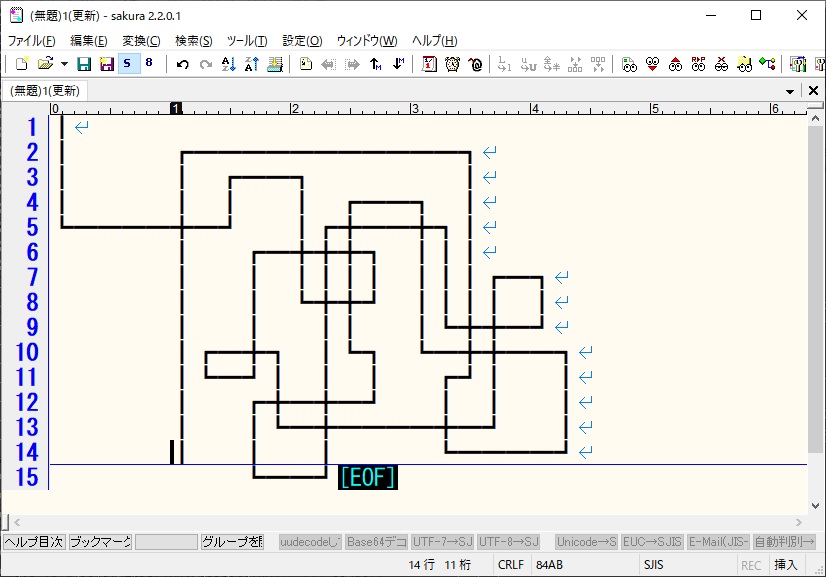 (無題)1(更新) - sakura 2.2.0.1
ファイル(F) 編集(E) 変換(C) 検索(S) ツール(T) 設定(O) ウィンドウ(W) ヘルプ(H)
S 8
(無題)1(更新)
0 1 2 3 4 5 6
1
2
3
4
5
6
7
8
9
10
11
12
13
14
15 [EOF]
ヘルプ目次 ブックマーク グループを閉 uudecodeし Base64デコ UTF-7→SJ UTF-8→SJ Unicode→S EUC→SJIS E-Mail(JIS- 自動判別→
14 行 11 桁 CRLF 84AB SJIS REC 挿入